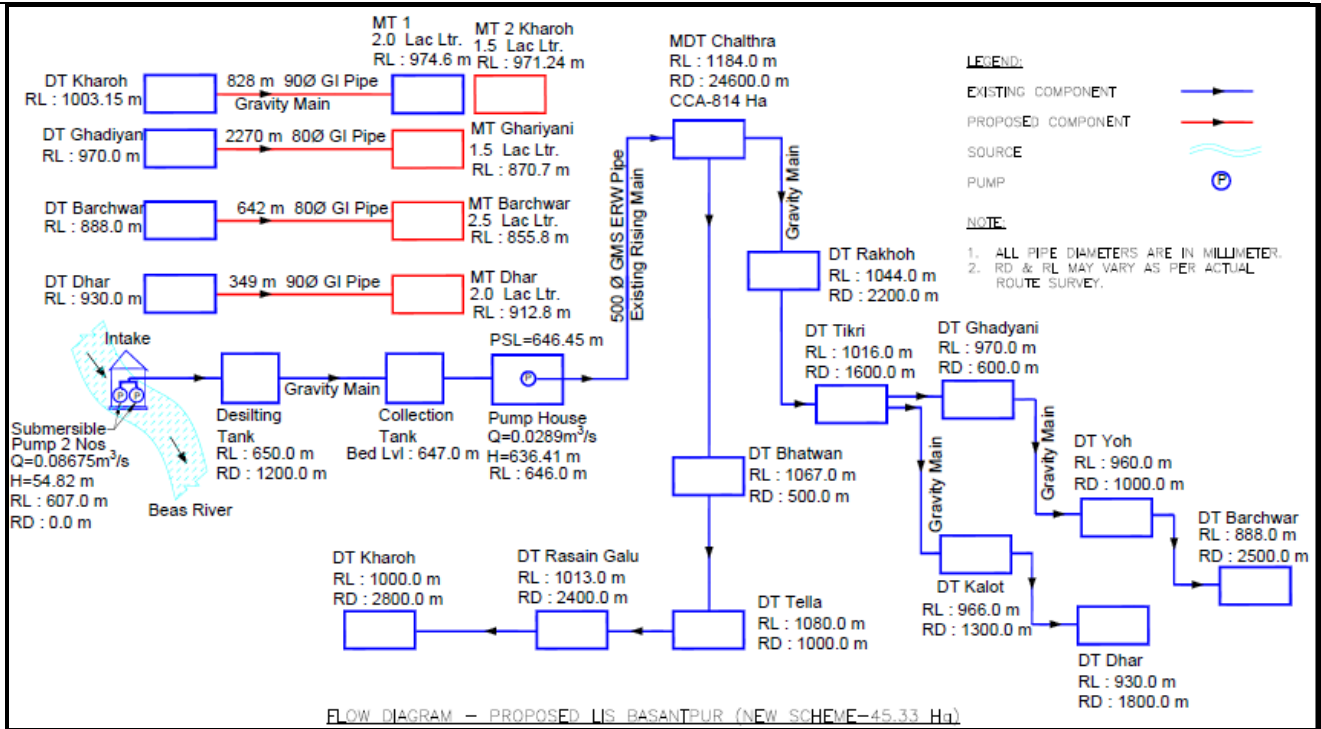 MT 1
2.0 Lac Ltr.
RL : 974.6 m
MT 2 Kharoh
1.5 Lac Ltr.
RL : 971.24 m
DT Kharoh
RL : 1003.15 m
828 m 90Ø GI Pipe
Gravity Main
DT Ghadiyan
RL : 970.0 m
2270 m 80Ø GI Pipe
MT Ghariyani
1.5 Lac Ltr.
RL : 870.7 m
DT Barchwar
RL : 888.0 m
642 m 80Ø GI Pipe
MT Barchwar
2.5 Lac Ltr.
RL : 855.8 m
DT Dhar
RL : 930.0 m
349 m 90Ø GI Pipe
MT Dhar
2.0 Lac Ltr.
RL : 912.8 m
MDT Chalthra
RL : 1184.0 m
RD : 24600.0 m
CCA-814 Ha
LEGEND:
EXISTING COMPONENT
PROPOSED COMPONENT
SOURCE
PUMP
P
NOTE:
1. ALL PIPE DIAMETERS ARE IN MILLIMETER.
2. RD & RL MAY VARY AS PER ACTUAL
ROUTE SURVEY.
500 Ø GMS ERW Pipe
Existing Rising Main
Gravity Main
DT Rakhoh
RL : 1044.0 m
RD : 2200.0 m
Intake
P P
Submersible
Pump 2 Nos
Q=0.08675m³/s
H=54.82 m
RL : 607.0 m
RD : 0.0 m
Beas River
Gravity Main
Desilting
Tank
RL : 650.0 m
RD : 1200.0 m
Collection
Tank
Bed Lvl : 647.0 m
PSL=646.45 m
P
Pump House
Q=0.0289m³/s
H=636.41 m
RL : 646.0 m
DT Tikri
RL : 1016.0 m
RD : 1600.0 m
DT Ghadyani
RL : 970.0 m
RD : 600.0 m
Gravity Main
Gravity Main
DT Yoh
RL : 960.0 m
RD : 1000.0 m
DT Barchwar
RL : 888.0 m
RD : 2500.0 m
DT Bhatwan
RL : 1067.0 m
RD : 500.0 m
DT Kalot
RL : 966.0 m
RD : 1300.0 m
DT Dhar
RL : 930.0 m
RD : 1800.0 m
DT Kharoh
RL : 1000.0 m
RD : 2800.0 m
DT Rasain Galu
RL : 1013.0 m
RD : 2400.0 m
DT Tella
RL : 1080.0 m
RD : 1000.0 m
FLOW DIAGRAM – PROPOSED LIS BASANTPUR (NEW SCHEME-45.33 Ha)